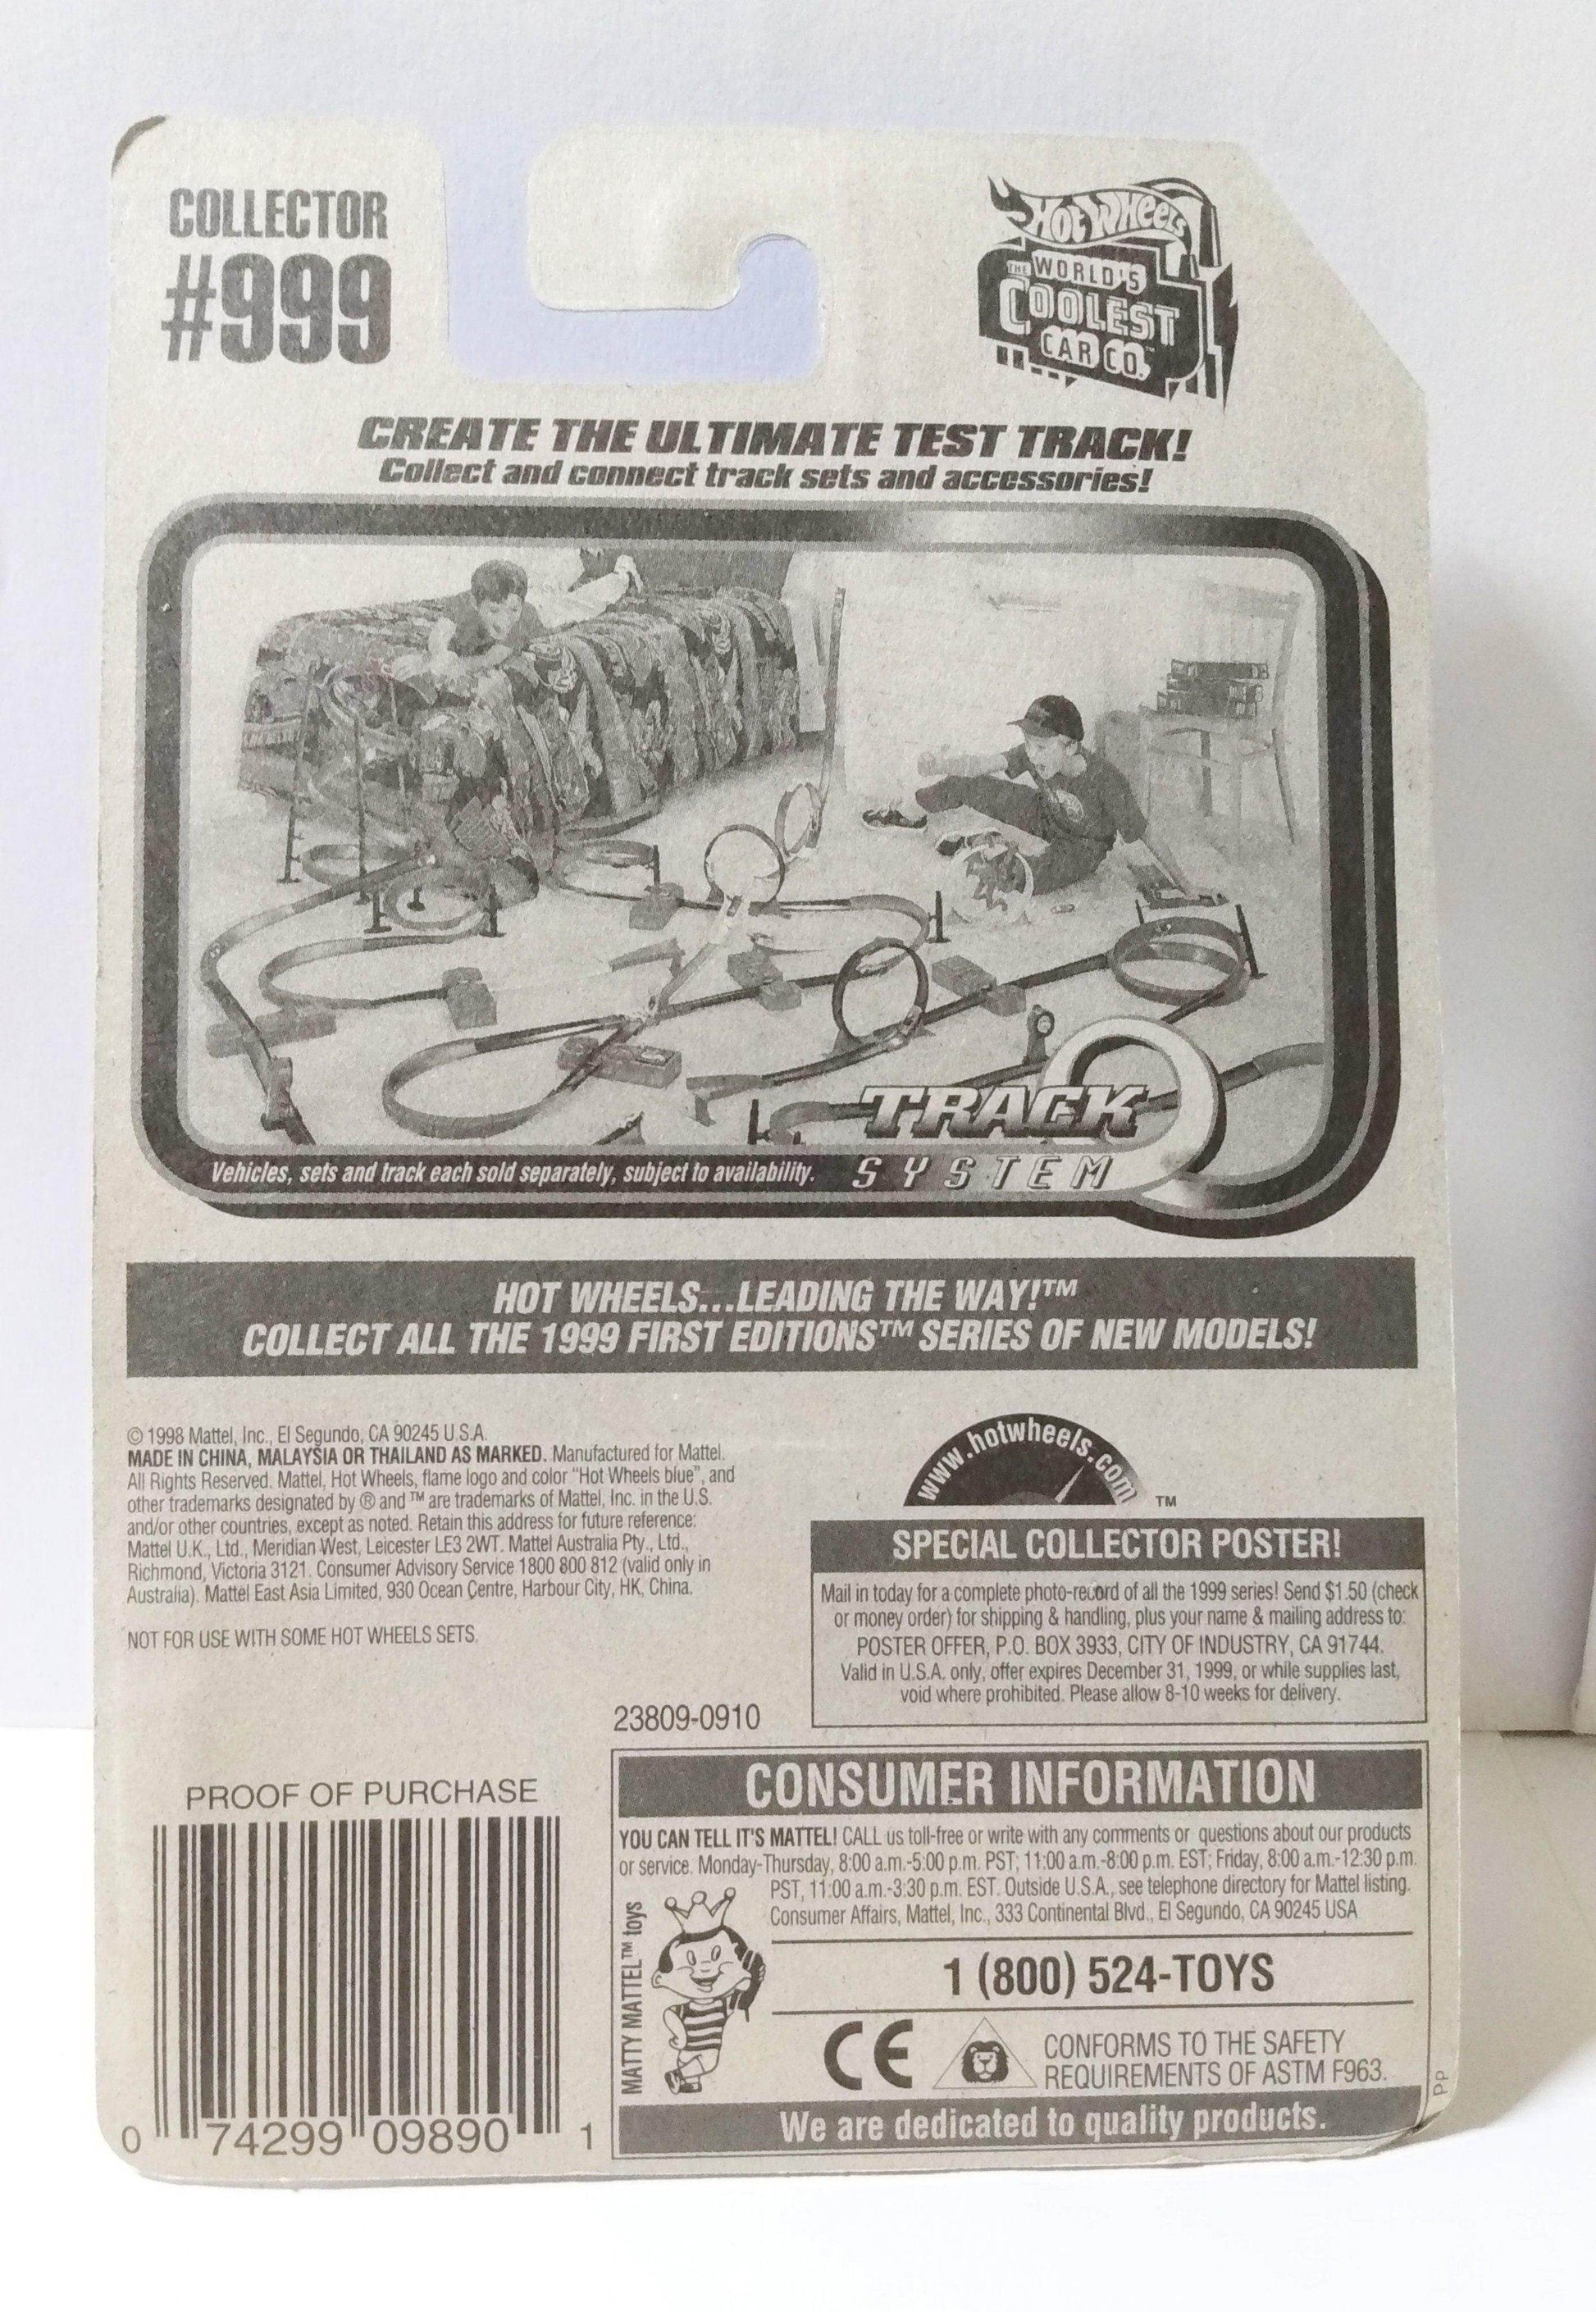 COLLECTOR
#999
HOT WHEELS
THE WORLD'S
COOLEST
CAR CO.™
CREATE THE ULTIMATE TEST TRACK!
Collect and connect track sets and accessories!
TRACK
SYSTEM
Vehicles, sets and track each sold separately, subject to availability.
HOT WHEELS...LEADING THE WAY!™
COLLECT ALL THE 1999 FIRST EDITIONS™ SERIES OF NEW MODELS!
© 1998 Mattel, Inc., El Segundo, CA 90245 U.S.A.
MADE IN CHINA, MALAYSIA OR THAILAND AS MARKED. Manufactured for Mattel.
All Rights Reserved. Mattel, Hot Wheels, flame logo and color "Hot Wheels blue", and
other trademarks designated by ® and ™ are trademarks of Mattel, Inc. in the U.S.
and/or other countries, except as noted. Retain this address for future reference:
Mattel U.K., Ltd., Meridian West, Leicester LE3 2WT. Mattel Australia Pty., Ltd.,
Richmond, Victoria 3121. Consumer Advisory Service 1800 800 812 (valid only in
Australia). Mattel East Asia Limited, 930 Ocean Centre, Harbour City, HK, China.
NOT FOR USE WITH SOME HOT WHEELS SETS.
www.hotwheels.com
™
SPECIAL COLLECTOR POSTER!
Mail in today for a complete photo-record of all the 1999 series! Send $1.50 (check
or money order) for shipping & handling, plus your name & mailing address to:
POSTER OFFER, P.O. BOX 3933, CITY OF INDUSTRY, CA 91744.
Valid in U.S.A. only, offer expires December 31, 1999, or while supplies last,
void where prohibited. Please allow 8-10 weeks for delivery.
23809-0910
PROOF OF PURCHASE
0 74299 09890 1
CONSUMER INFORMATION
YOU CAN TELL IT'S MATTEL! CALL us toll-free or write with any comments or questions about our products
or service. Monday-Thursday, 8:00 a.m.-5:00 p.m. PST; 11:00 a.m.-8:00 p.m. EST; Friday, 8:00 a.m.-12:30 p.m.
PST, 11:00 a.m.-3:30 p.m. EST. Outside U.S.A., see telephone directory for Mattel listing.
Consumer Affairs, Mattel, Inc., 333 Continental Blvd., El Segundo, CA 90245 USA
MATTY MATTEL™ toys
1 (800) 524-TOYS
CE
CONFORMS TO THE SAFETY
REQUIREMENTS OF ASTM F963.
PP
We are dedicated to quality products.